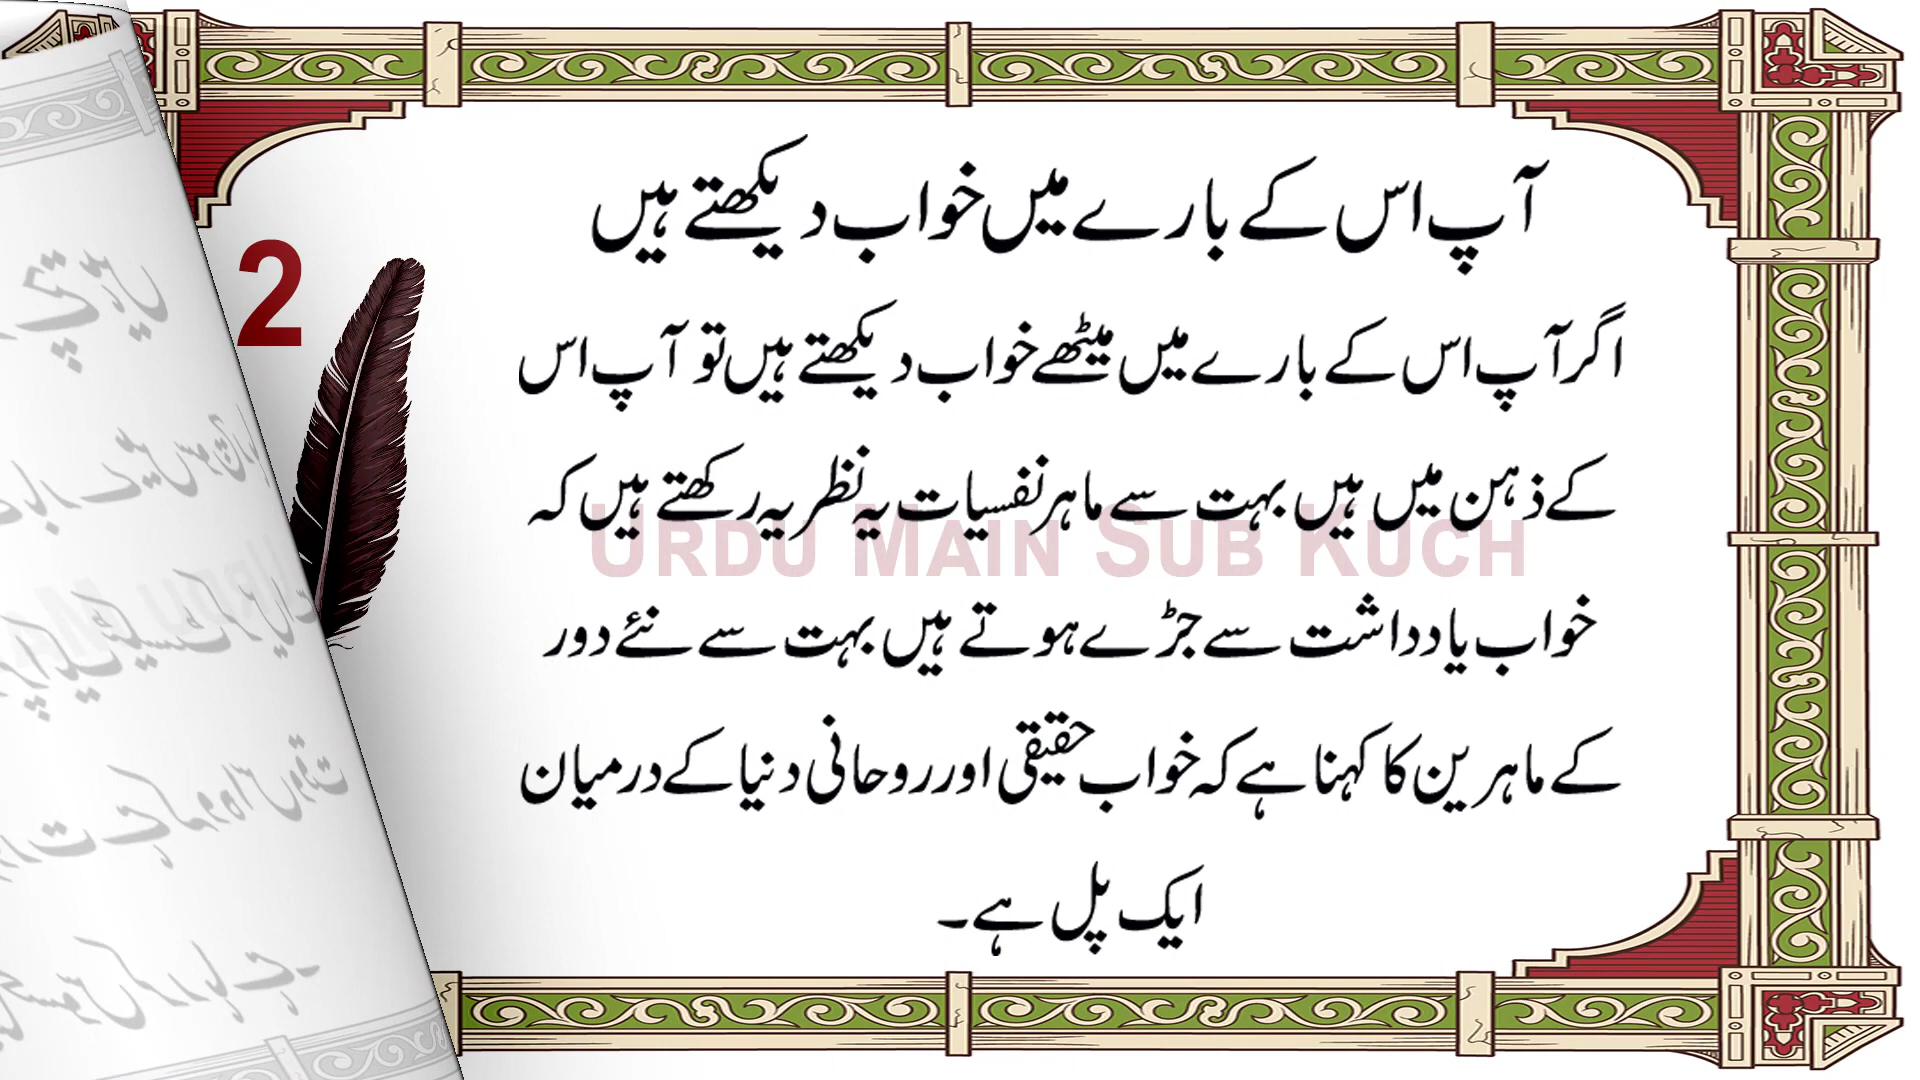 آپ اس کے بارے میں خواب دیکھتے ہیں
2
اگر آپ اس کے بارے میں میٹھے خواب دیکھتے ہیں تو آپ اس
کے ذہن میں ہیں بہت سے ماہر نفسیات یہ نظریہ رکھتے ہیں کہ
URDU MAIN SUB KUCH
خواب یادداشت سے جڑے ہوتے ہیں بہت سے نئے دور
کے ماہرین کا کہنا ہے کہ خواب حقیقی اور روحانی دنیا کے درمیان
ایک پل ہے۔